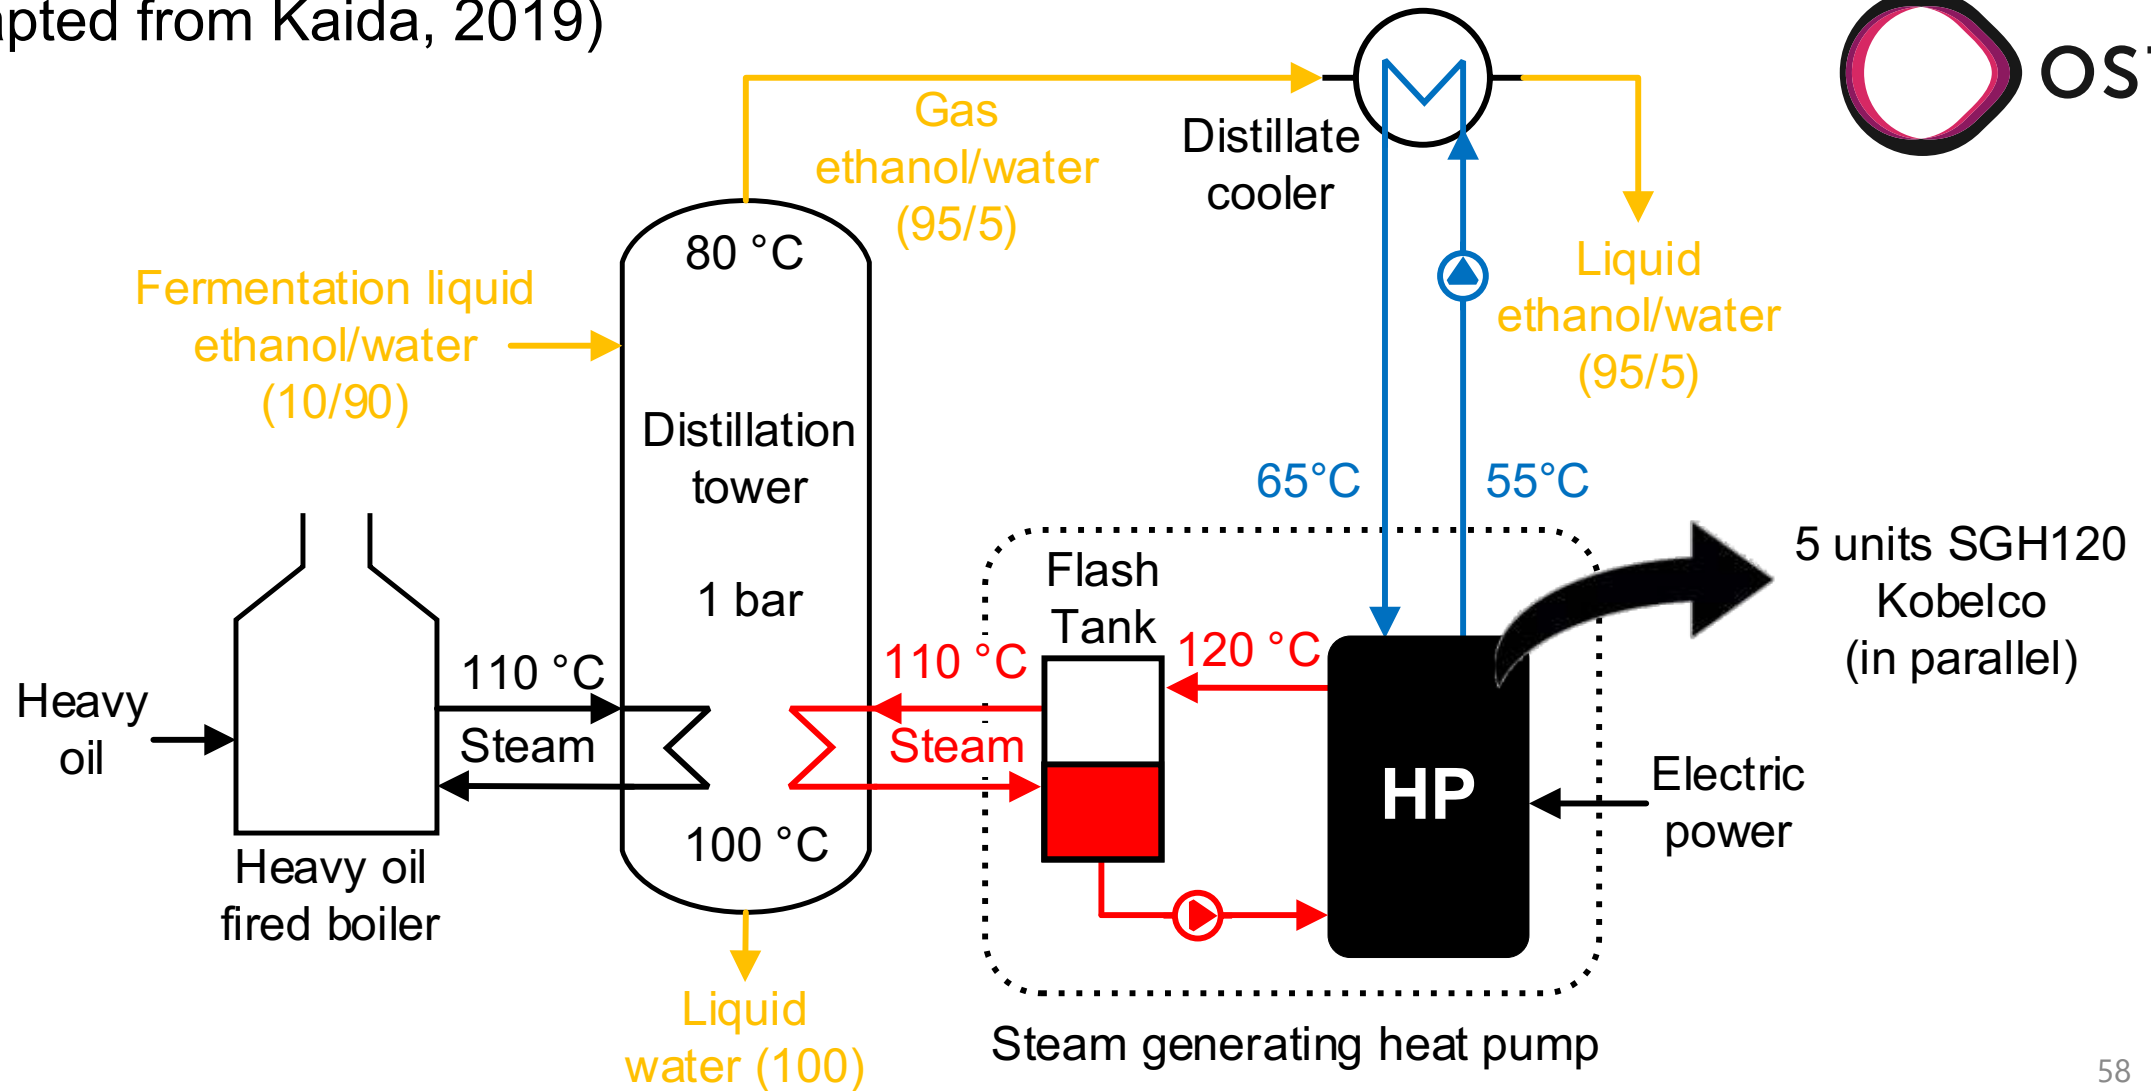 apted from Kaida, 2019)
OST
Gas
ethanol/water
(95/5)
Distillate
cooler
80 °C
Fermentation liquid
ethanol/water
(10/90)
Liquid
ethanol/water
(95/5)
Distillation
tower
1 bar
65°C
55°C
5 units SGH120
Kobelco
(in parallel)
Flash
Tank
110 °C
110 °C
120 °C
Heavy
oil
Steam
Steam
HP
Electric
power
100 °C
Heavy oil
fired boiler
Liquid
water (100)
Steam generating heat pump
58